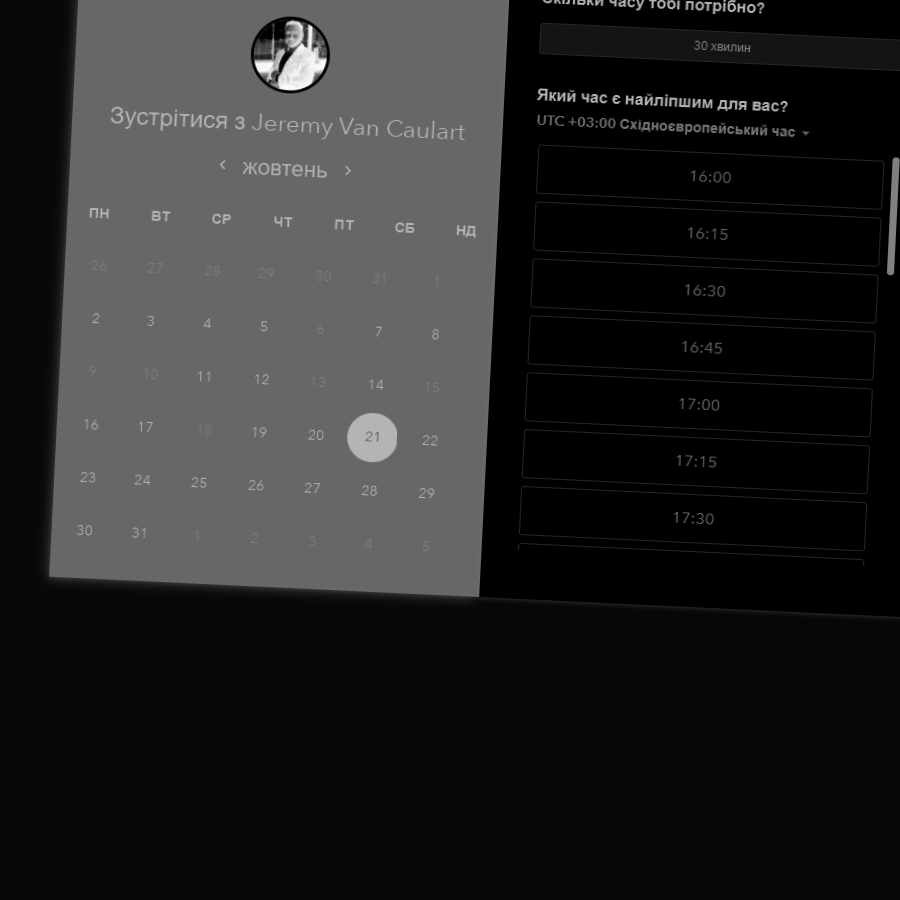 Зустрітися з Jeremy Van Caulart
жовтень
ПН ВТ СР ЧТ ПТ СБ НД
26 27 28 29 30 31 1
2 3 4 5 6 7 8
9 10 11 12 13 14 15
16 17 18 19 20 21 22
23 24 25 26 27 28 29
30 31 1 2 3 4 5
Скільки часу тобі потрібно?
30 хвилин
Який час є найліпшим для вас?
UTC +03:00 Східноєвропейський час
16:00
16:15
16:30
16:45
17:00
17:15
17:30